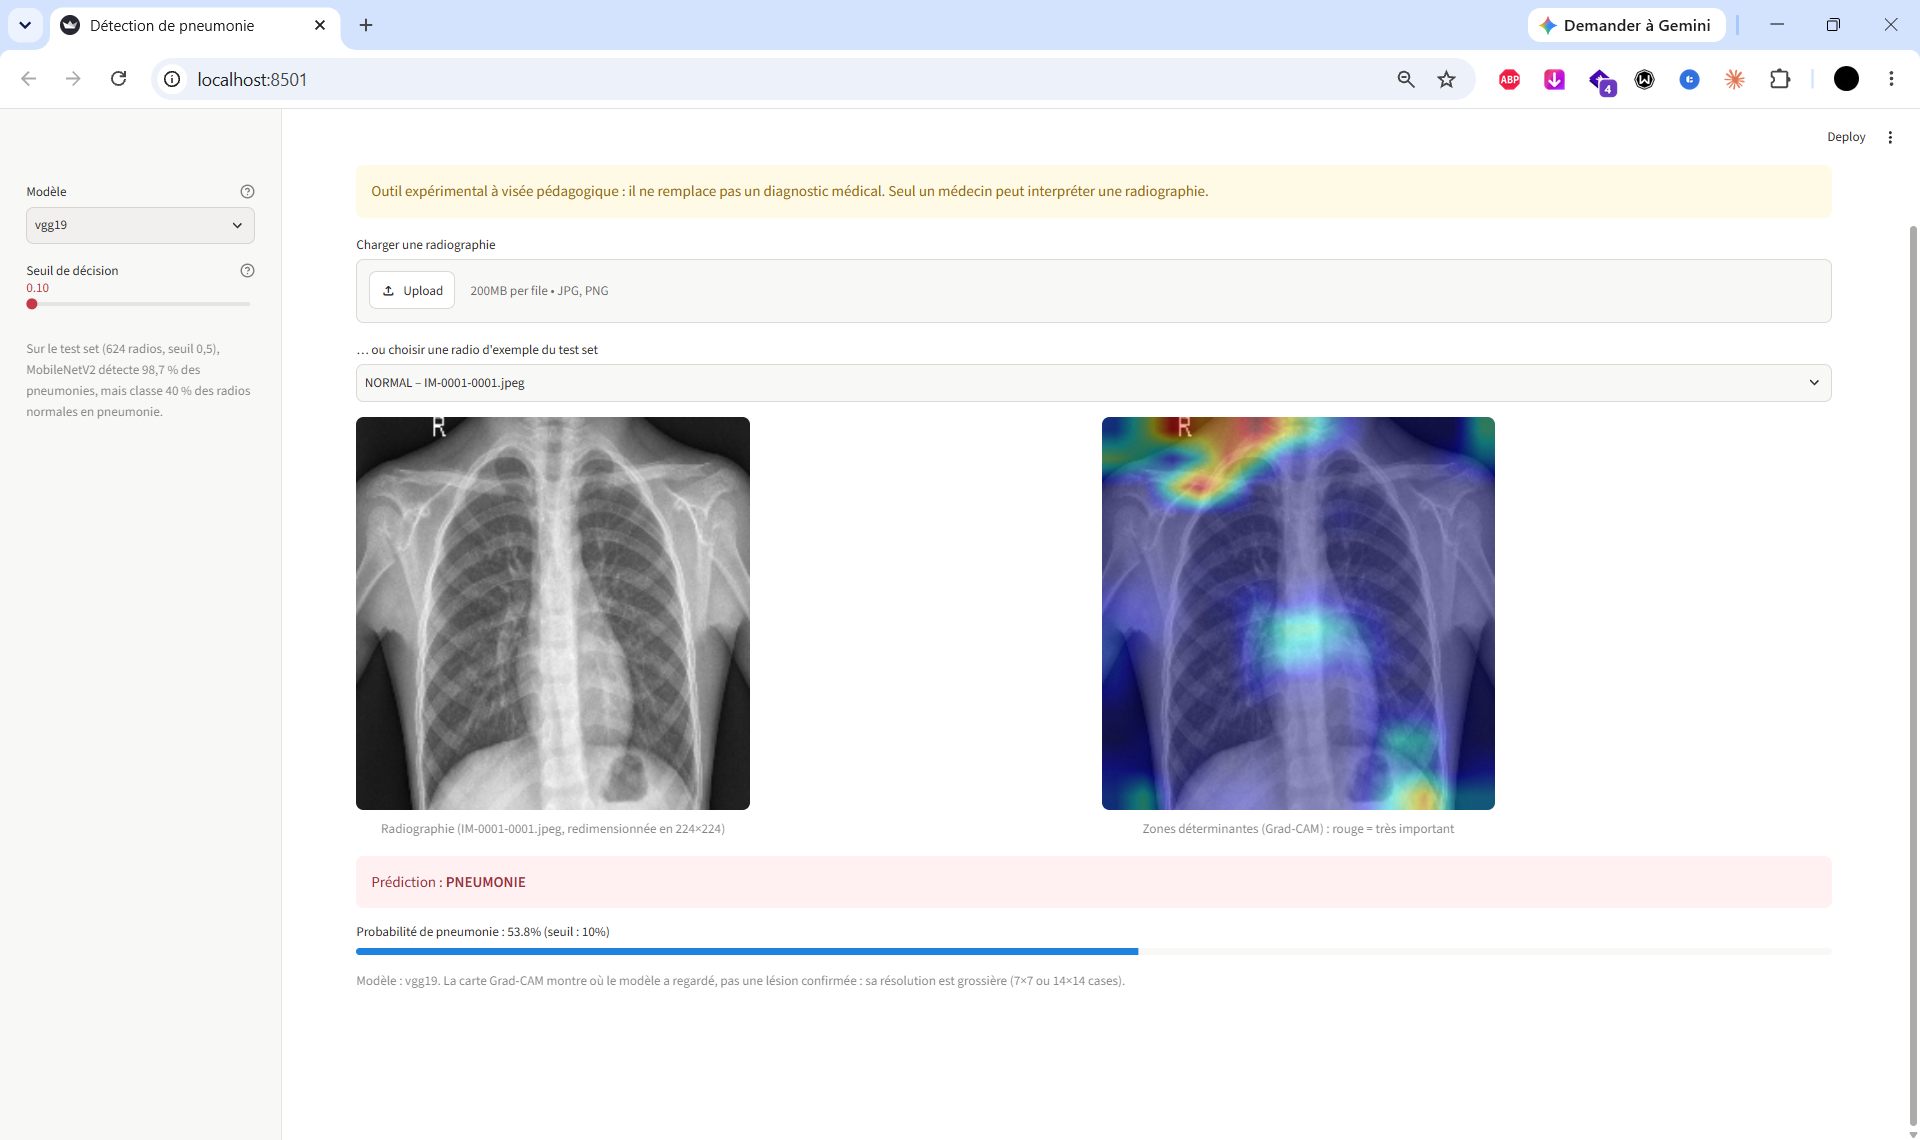 Détection de pneumonie
Demander à Gemini
localhost:8501
ABP
4
Deploy
Modèle
vgg19
Seuil de décision
0.10
Sur le test set (624 radios, seuil 0,5),
MobileNetV2 détecte 98,7 % des
pneumonies, mais classe 40 % des radios
normales en pneumonie.
Outil expérimental à visée pédagogique : il ne remplace pas un diagnostic médical. Seul un médecin peut interpréter une radiographie.
Charger une radiographie
Upload
200MB per file • JPG, PNG
… ou choisir une radio d'exemple du test set
NORMAL – IM-0001-0001.jpeg
R
R
Radiographie (IM-0001-0001.jpeg, redimensionnée en 224×224)
Zones déterminantes (Grad-CAM) : rouge = très important
Prédiction : PNEUMONIE
Probabilité de pneumonie : 53.8% (seuil : 10%)
Modèle : vgg19. La carte Grad-CAM montre où le modèle a regardé, pas une lésion confirmée : sa résolution est grossière (7×7 ou 14×14 cases).